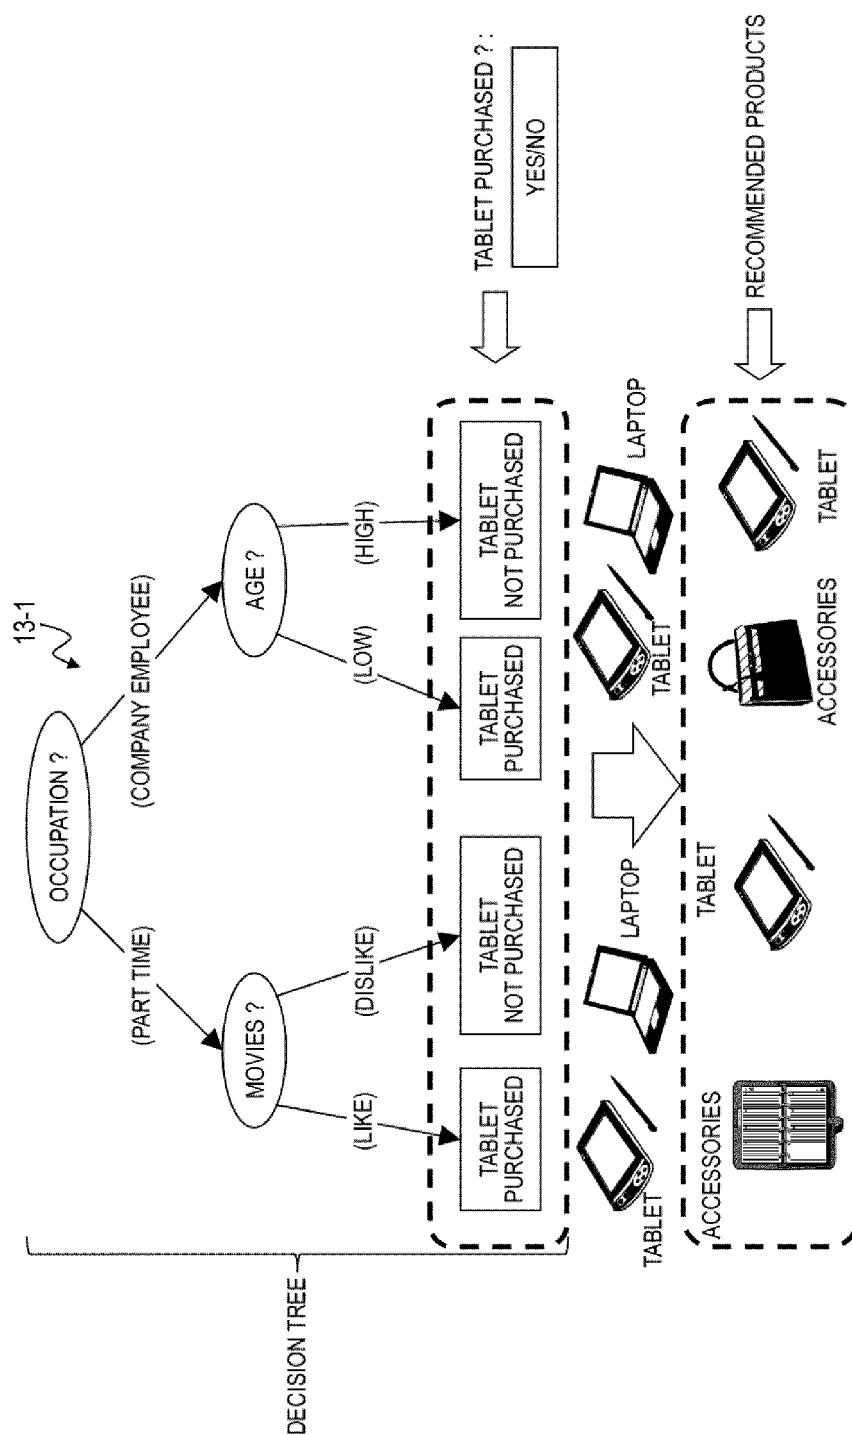 13-1
OCCUPATION ?
(PART TIME)
(COMPANY EMPLOYEE)
MOVIES ?
AGE ?
(LIKE)
(DISLIKE)
(LOW)
(HIGH)
DECISION TREE
TABLET
PURCHASED
TABLET
NOT PURCHASED
TABLET
PURCHASED
TABLET
NOT PURCHASED
TABLET PURCHASED ? :
YES/NO
TABLET
LAPTOP
TABLET
LAPTOP
ACCESSORIES
TABLET
ACCESSORIES
TABLET
RECOMMENDED PRODUCTS